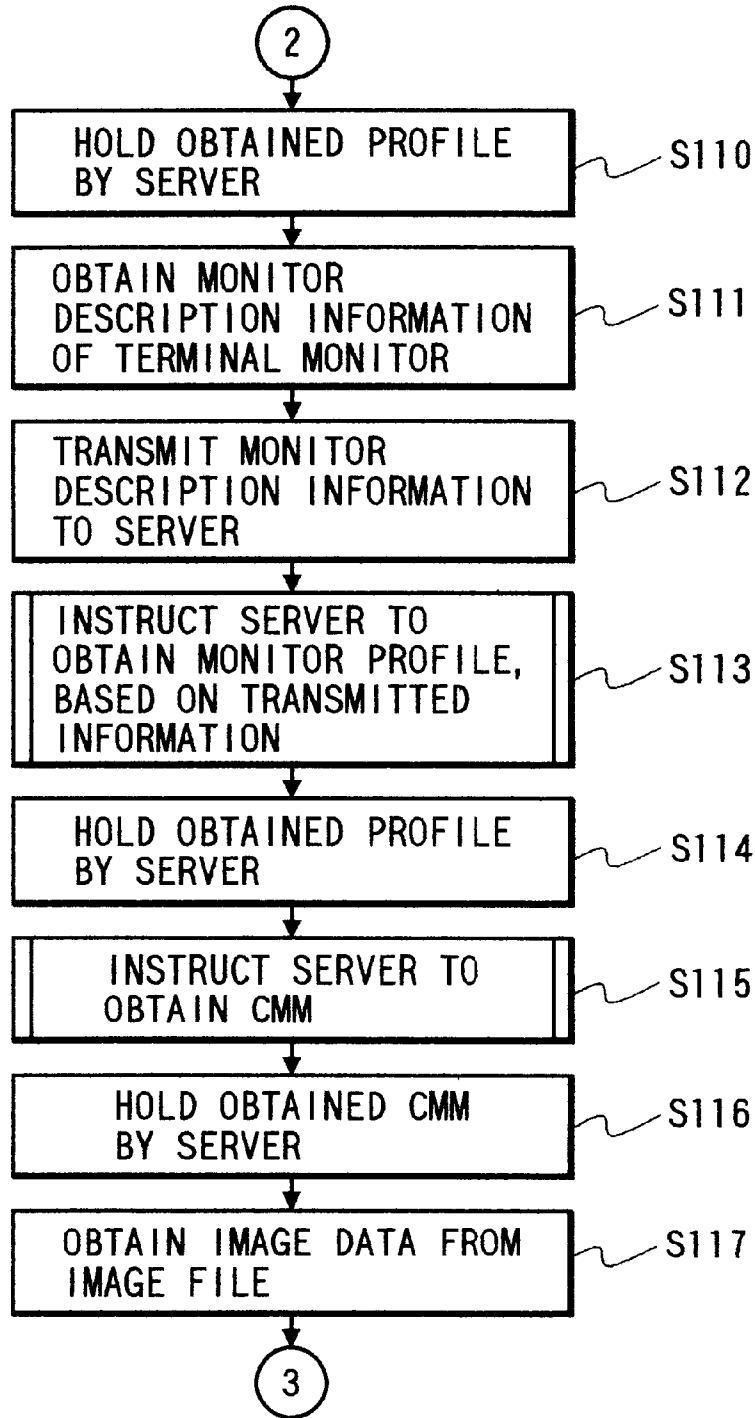 2
HOLD OBTAINED PROFILE
BY SERVER
S110
OBTAIN MONITOR
DESCRIPTION INFORMATION
OF TERMINAL MONITOR
S111
TRANSMIT MONITOR
DESCRIPTION INFORMATION
TO SERVER
S112
INSTRUCT SERVER TO
OBTAIN MONITOR PROFILE,
BASED ON TRANSMITTED
INFORMATION
S113
HOLD OBTAINED PROFILE
BY SERVER
S114
INSTRUCT SERVER TO
OBTAIN CMM
S115
HOLD OBTAINED CMM
BY SERVER
S116
OBTAIN IMAGE DATA FROM
IMAGE FILE
S117
3